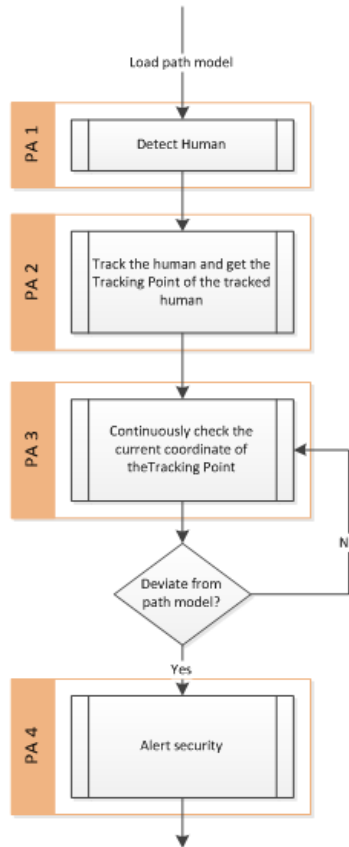 Load path model
PA 1
Detect Human
PA 2
Track the human and get the
Tracking Point of the tracked
human
PA 3
Continuously check the
current coordinate of
theTracking Point
N
Deviate from
path model?
Yes
PA 4
Alert security